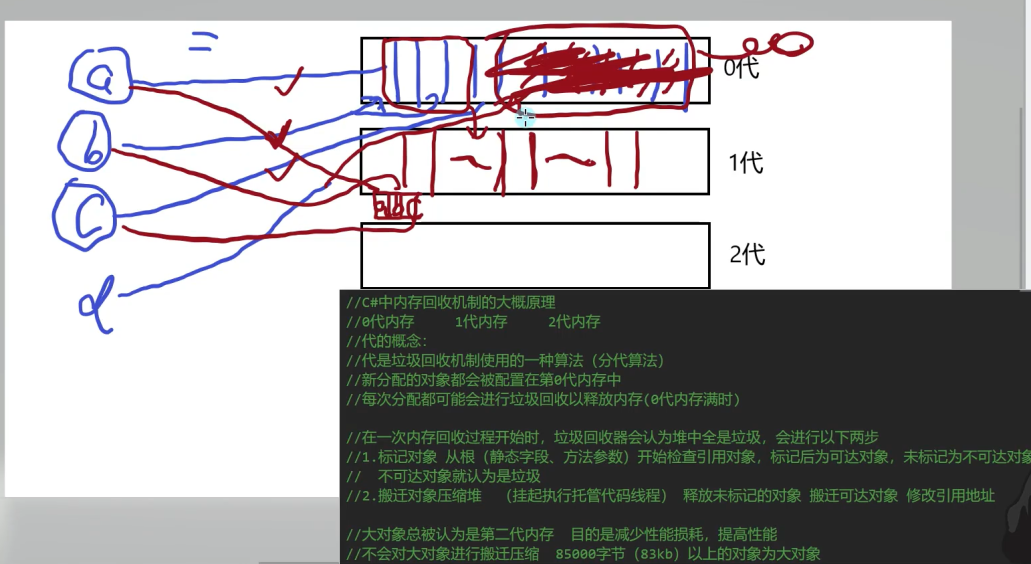 a
0代
b
1代
c
abc
2代
d
//C#中内存回收机制的大概原理
//0代内存 1代内存 2代内存
//代的概念：
//代是垃圾回收机制使用的一种算法（分代算法）
//新分配的对象都会被配置在第0代内存中
//每次分配都可能会进行垃圾回收以释放内存(0代内存满时)
//在一次内存回收过程开始时，垃圾回收器会认为堆中全是垃圾，会进行以下两步
//1.标记对象 从根（静态字段、方法参数）开始检查引用对象，标记后为可达对象，未标记为不可达对象
// 不可达对象就认为是垃圾
//2.搬迁对象压缩堆 （挂起执行托管代码线程） 释放未标记的对象 搬迁可达对象 修改引用地址
//大对象总被认为是第二代内存 目的是减少性能损耗，提高性能
//不会对大对象进行搬迁压缩 85000字节（83kb）以上的对象为大对象